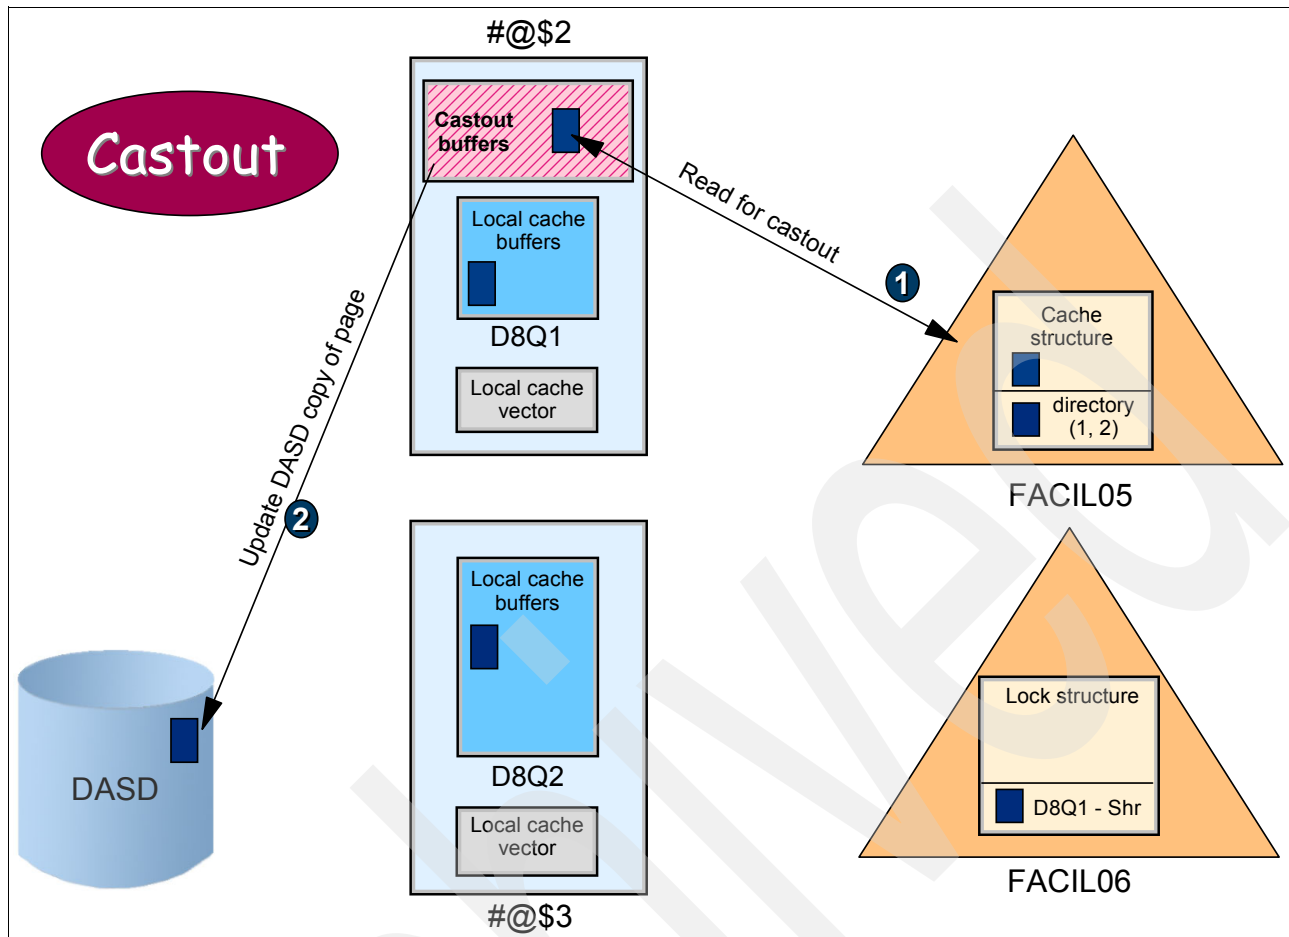 #@$2
Castout
Castout
buffers
Read for castout
1
Local cache
buffers
D8Q1
Local cache
vector
Update DASD copy of page
2
Cache
structure
directory
(1, 2)
FACIL05
Local cache
buffers
D8Q2
Local cache
vector
#@$3
DASD
Lock structure
D8Q1 - Shr
FACIL06